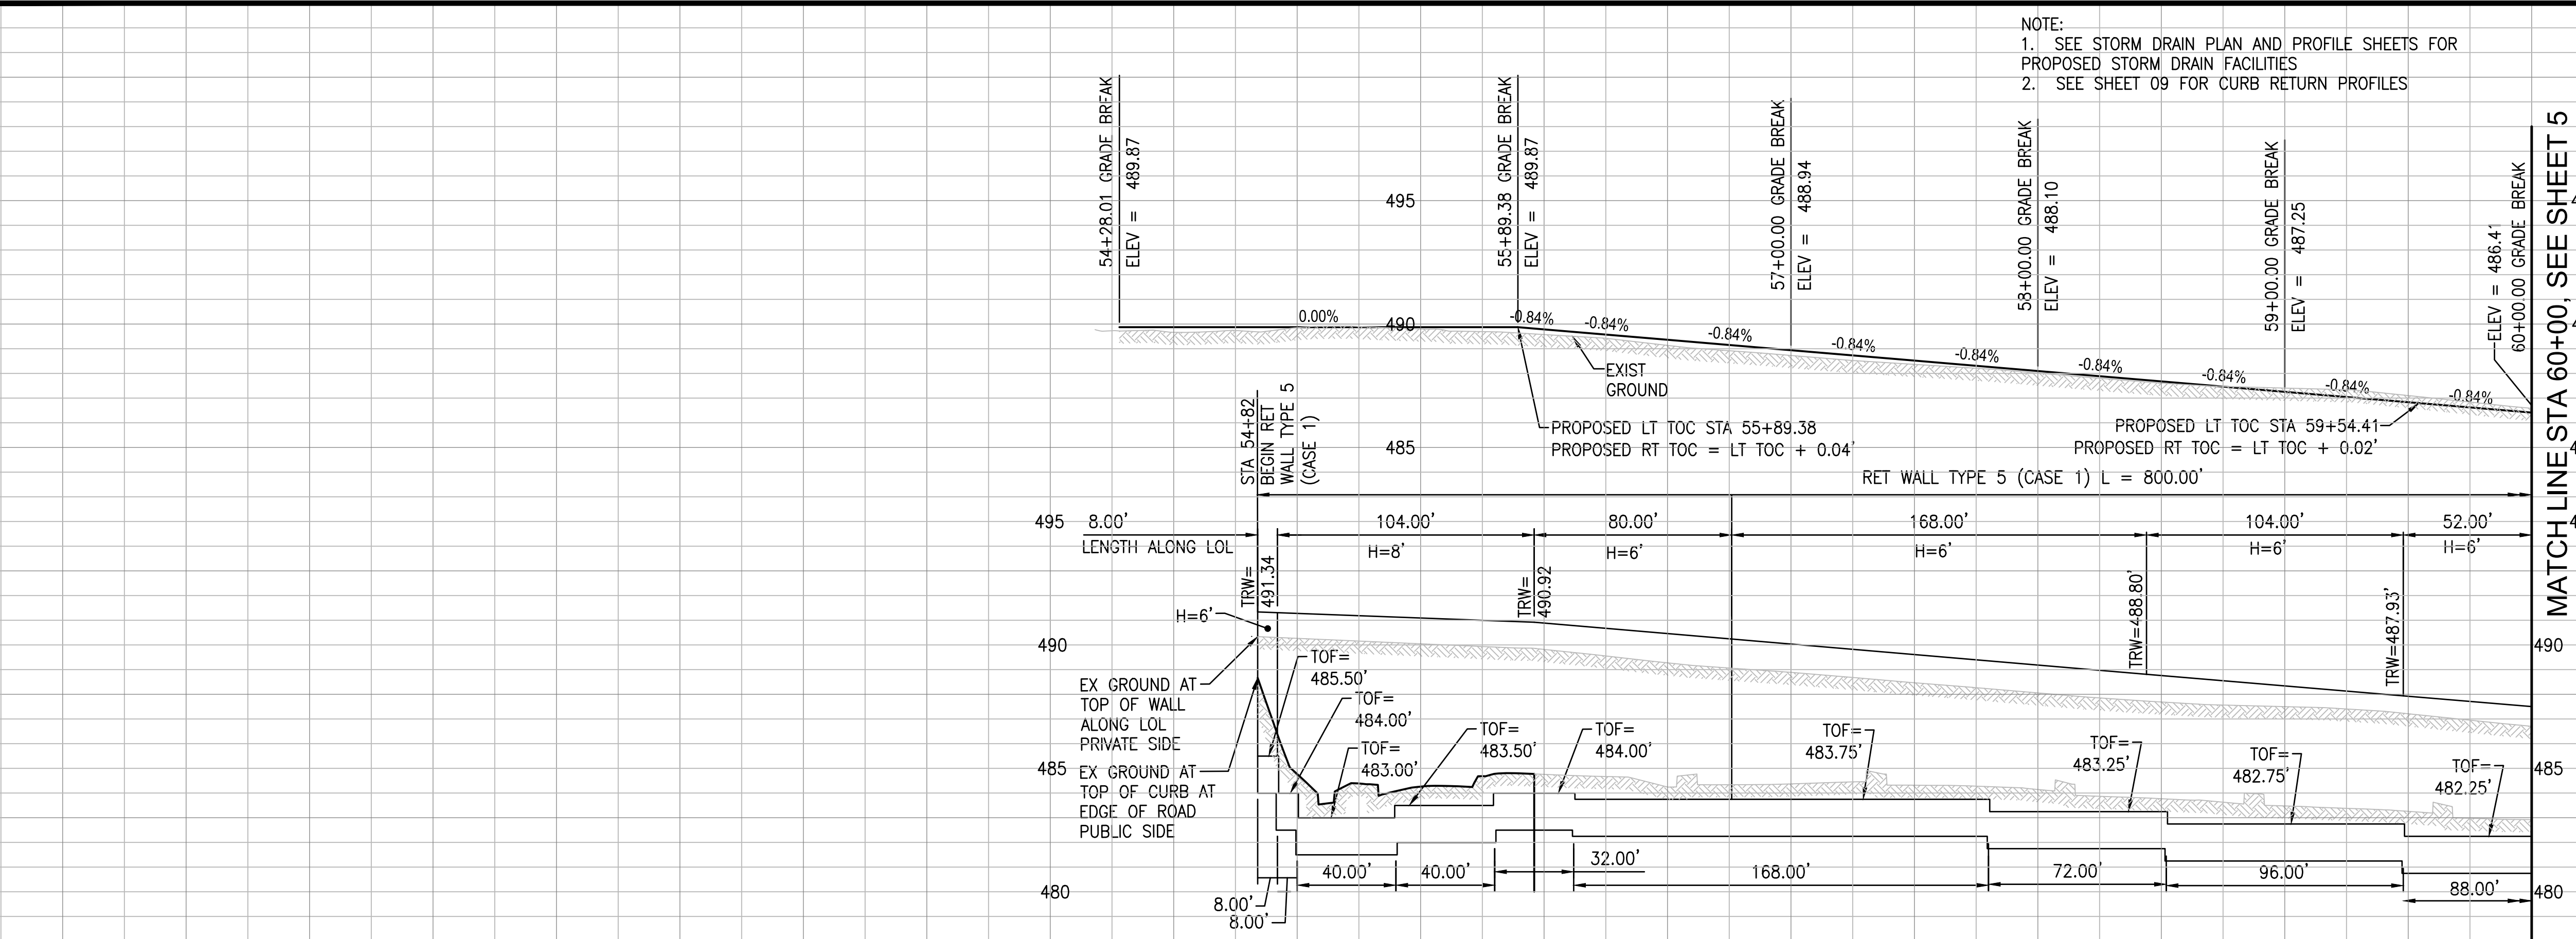 NOTE:
1. SEE STORM DRAIN PLAN AND PROFILE SHEETS FOR
PROPOSED STORM DRAIN FACILITIES
2. SEE SHEET 09 FOR CURB RETURN PROFILES
54+28.01 GRADE BREAK
ELEV = 489.87
55+89.38 GRADE BREAK
ELEV = 489.87
57+00.00 GRADE BREAK
ELEV = 488.94
58+00.00 GRADE BREAK
ELEV = 488.10
59+00.00 GRADE BREAK
ELEV = 487.25
ELEV = 486.41
60+00.00 GRADE BREAK
MATCH LINE STA 60+00, SEE SHEET 5
495
490
485
0.00%
-0.84%
-0.84%
-0.84%
-0.84%
-0.84%
-0.84%
-0.84%
-0.84%
-0.84%
EXIST
GROUND
PROPOSED LT TOC STA 55+89.38
PROPOSED RT TOC = LT TOC + 0.04'
PROPOSED LT TOC STA 59+54.41
PROPOSED RT TOC = LT TOC + 0.02'
STA 54+82
BEGIN RET
WALL TYPE 5
(CASE 1)
RET WALL TYPE 5 (CASE 1) L = 800.00'
495
8.00'
104.00'
80.00'
168.00'
104.00'
52.00'
LENGTH ALONG LOL
H=8'
H=6'
H=6'
H=6'
H=6'
TRW=
491.34
TRW=
490.92
TRW=488.80'
TRW=487.93'
H=6'
490
490
EX GROUND AT
TOP OF WALL
ALONG LOL
PRIVATE SIDE
EX GROUND AT
TOP OF CURB AT
EDGE OF ROAD
PUBLIC SIDE
TOF=
485.50'
TOF=
484.00'
TOF=
483.00'
TOF=
483.50'
TOF=
484.00'
TOF=
483.75'
TOF=
483.25'
TOF=
482.75'
TOF=
482.25'
485
485
480
480
8.00'
8.00'
40.00'
40.00'
32.00'
168.00'
72.00'
96.00'
88.00'